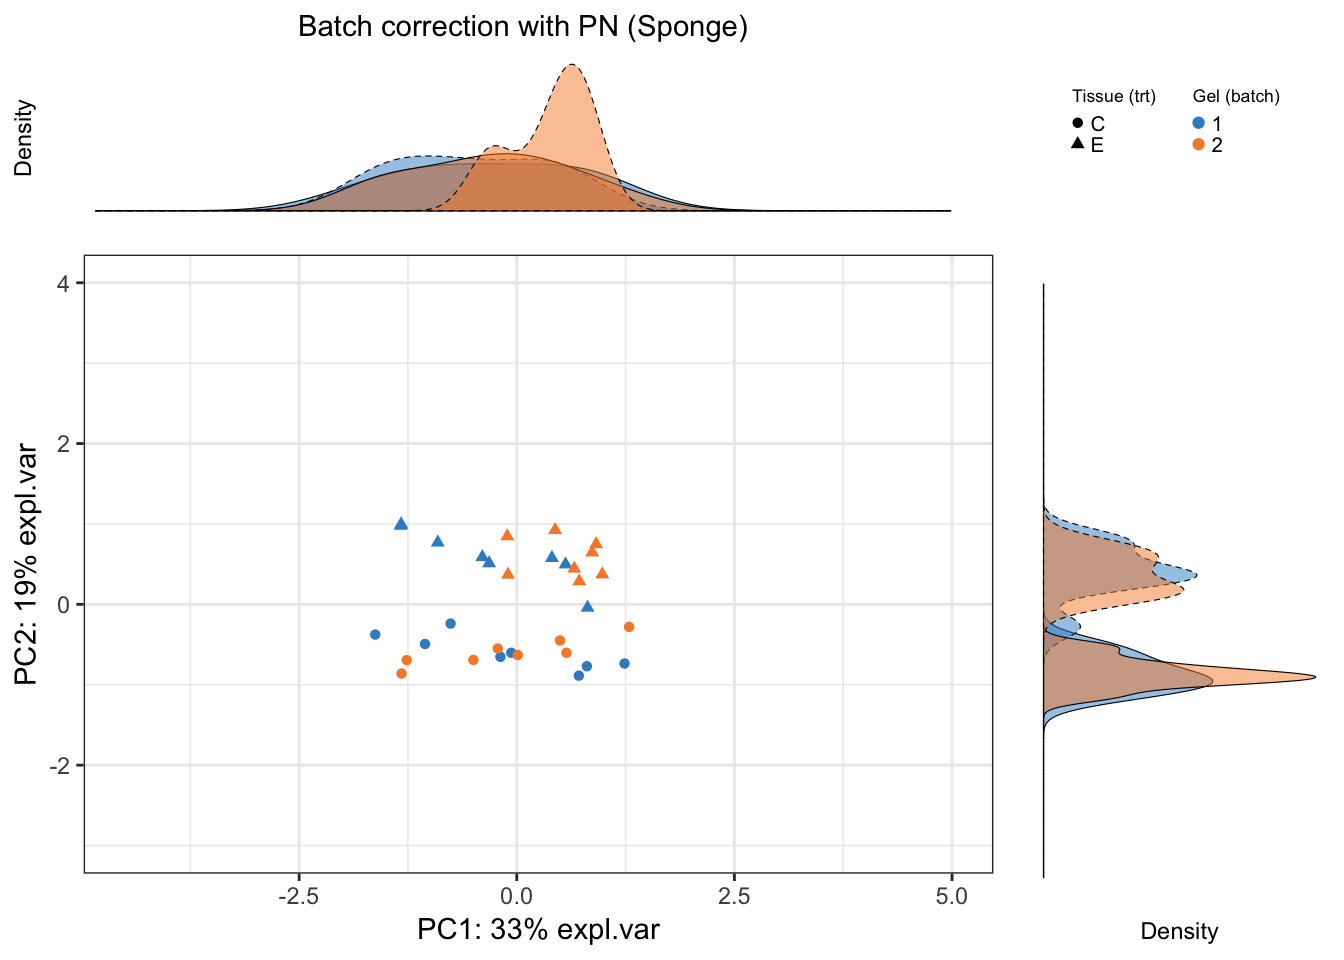 Batch correction with PN (Sponge)
Density
Tissue (trt) Gel (batch)
C 1
E 2
4
2
0
-2
PC2: 19% expl.var
-2.5 0.0 2.5 5.0
PC1: 33% expl.var
Density